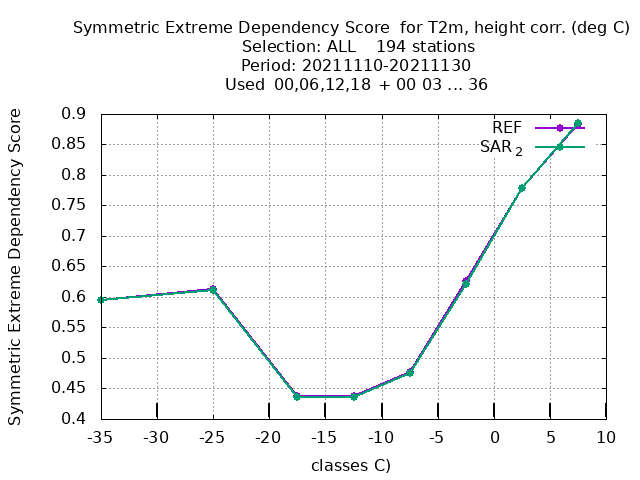 Symmetric Extreme Dependency Score  for T2m, height corr. (deg C)
Selection: ALL    194 stations
Period: 20211110-20211130
Used  00,06,12,18  + 00 03 ... 36
Symmetric Extreme Dependency Score
0.9
0.85
0.8
0.75
0.7
0.65
0.6
0.55
0.5
0.45
0.4
REF
SAR 2
-35 -30 -25 -20 -15 -10 -5 0 5 10
classes C)